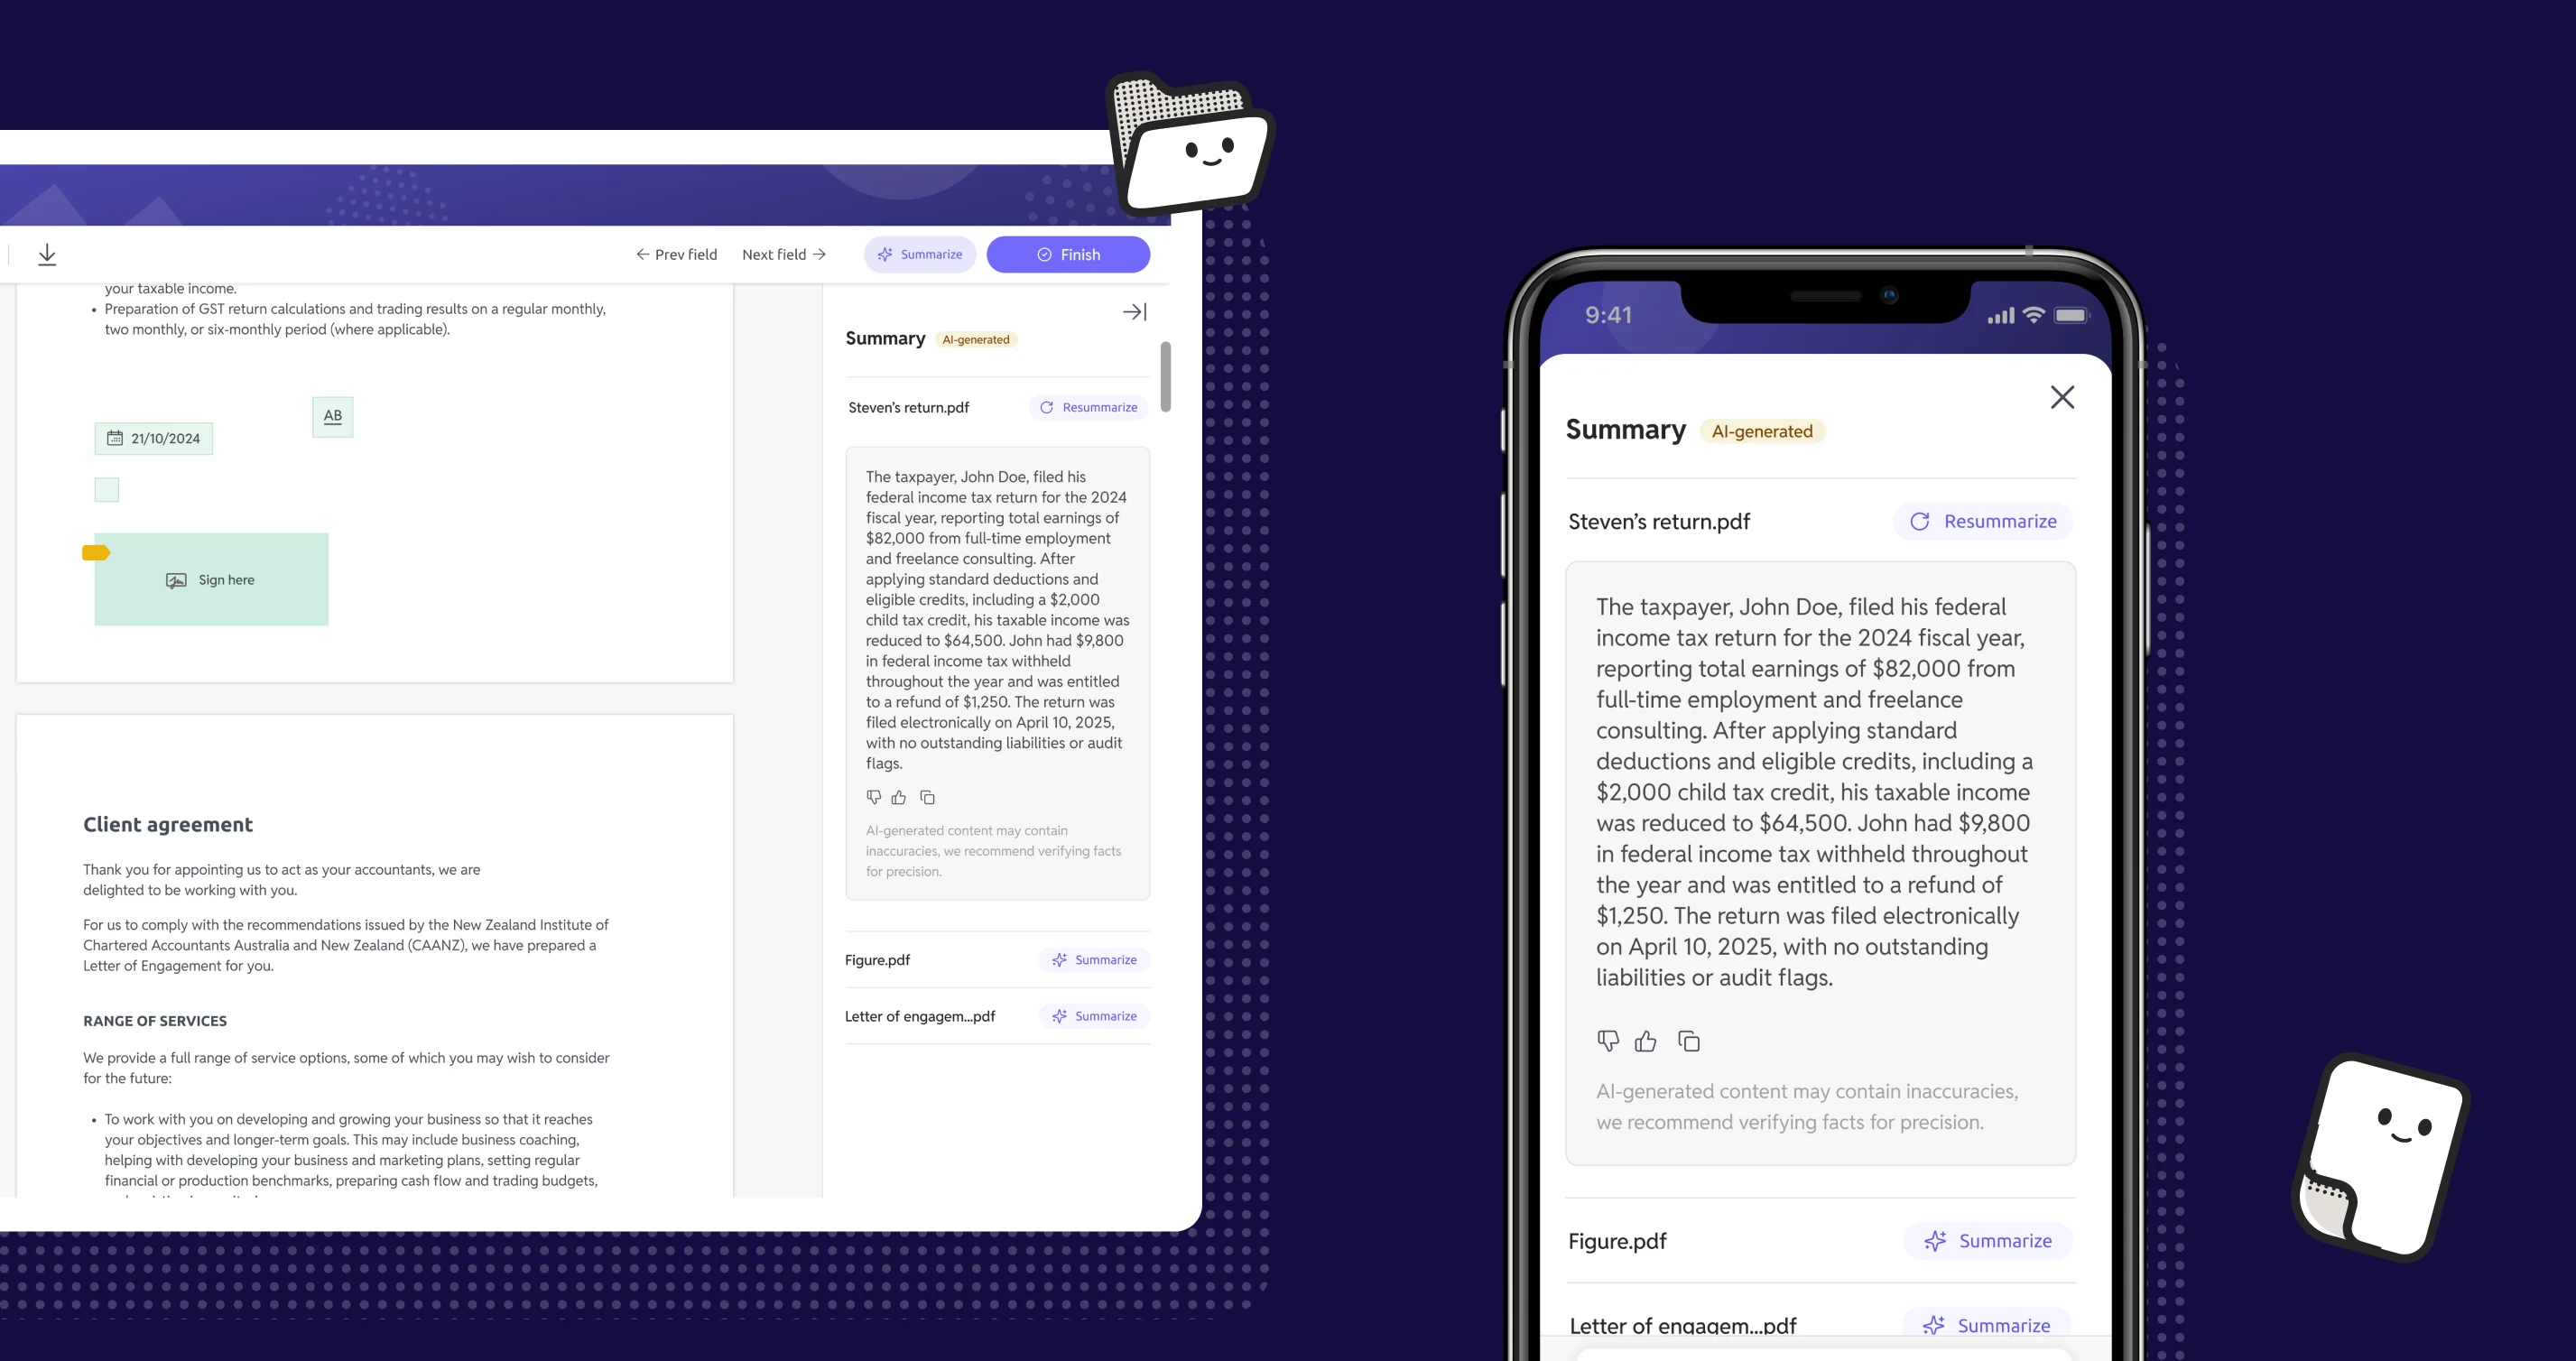 Prev field
Next field
Summarize
Finish
your taxable income.
• Preparation of GST return calculations and trading results on a regular monthly,
two monthly, or six-monthly period (where applicable).
21/10/2024
AB
Sign here
Client agreement
Thank you for appointing us to act as your accountants, we are
delighted to be working with you.
For us to comply with the recommendations issued by the New Zealand Institute of
Chartered Accountants Australia and New Zealand (CAANZ), we have prepared a
Letter of Engagement for you.
RANGE OF SERVICES
We provide a full range of service options, some of which you may wish to consider
for the future:
• To work with you on developing and growing your business so that it reaches
your objectives and longer-term goals. This may include business coaching,
helping with developing your business and marketing plans, setting regular
financial or production benchmarks, preparing cash flow and trading budgets,
Summary AI-generated
Steven's return.pdf
Resummarize
The taxpayer, John Doe, filed his
federal income tax return for the 2024
fiscal year, reporting total earnings of
$82,000 from full-time employment
and freelance consulting. After
applying standard deductions and
eligible credits, including a $2,000
child tax credit, his taxable income was
reduced to $64,500. John had $9,800
in federal income tax withheld
throughout the year and was entitled
to a refund of $1,250. The return was
filed electronically on April 10, 2025,
with no outstanding liabilities or audit
flags.
AI-generated content may contain
inaccuracies, we recommend verifying facts
for precision.
Figure.pdf
Summarize
Letter of engagem...pdf
Summarize
9:41
Summary AI-generated
Steven's return.pdf
Resummarize
The taxpayer, John Doe, filed his federal
income tax return for the 2024 fiscal year,
reporting total earnings of $82,000 from
full-time employment and freelance
consulting. After applying standard
deductions and eligible credits, including a
$2,000 child tax credit, his taxable income
was reduced to $64,500. John had $9,800
in federal income tax withheld throughout
the year and was entitled to a refund of
$1,250. The return was filed electronically
on April 10, 2025, with no outstanding
liabilities or audit flags.
AI-generated content may contain inaccuracies,
we recommend verifying facts for precision.
Figure.pdf
Summarize
Letter of engagem...pdf
Summarize